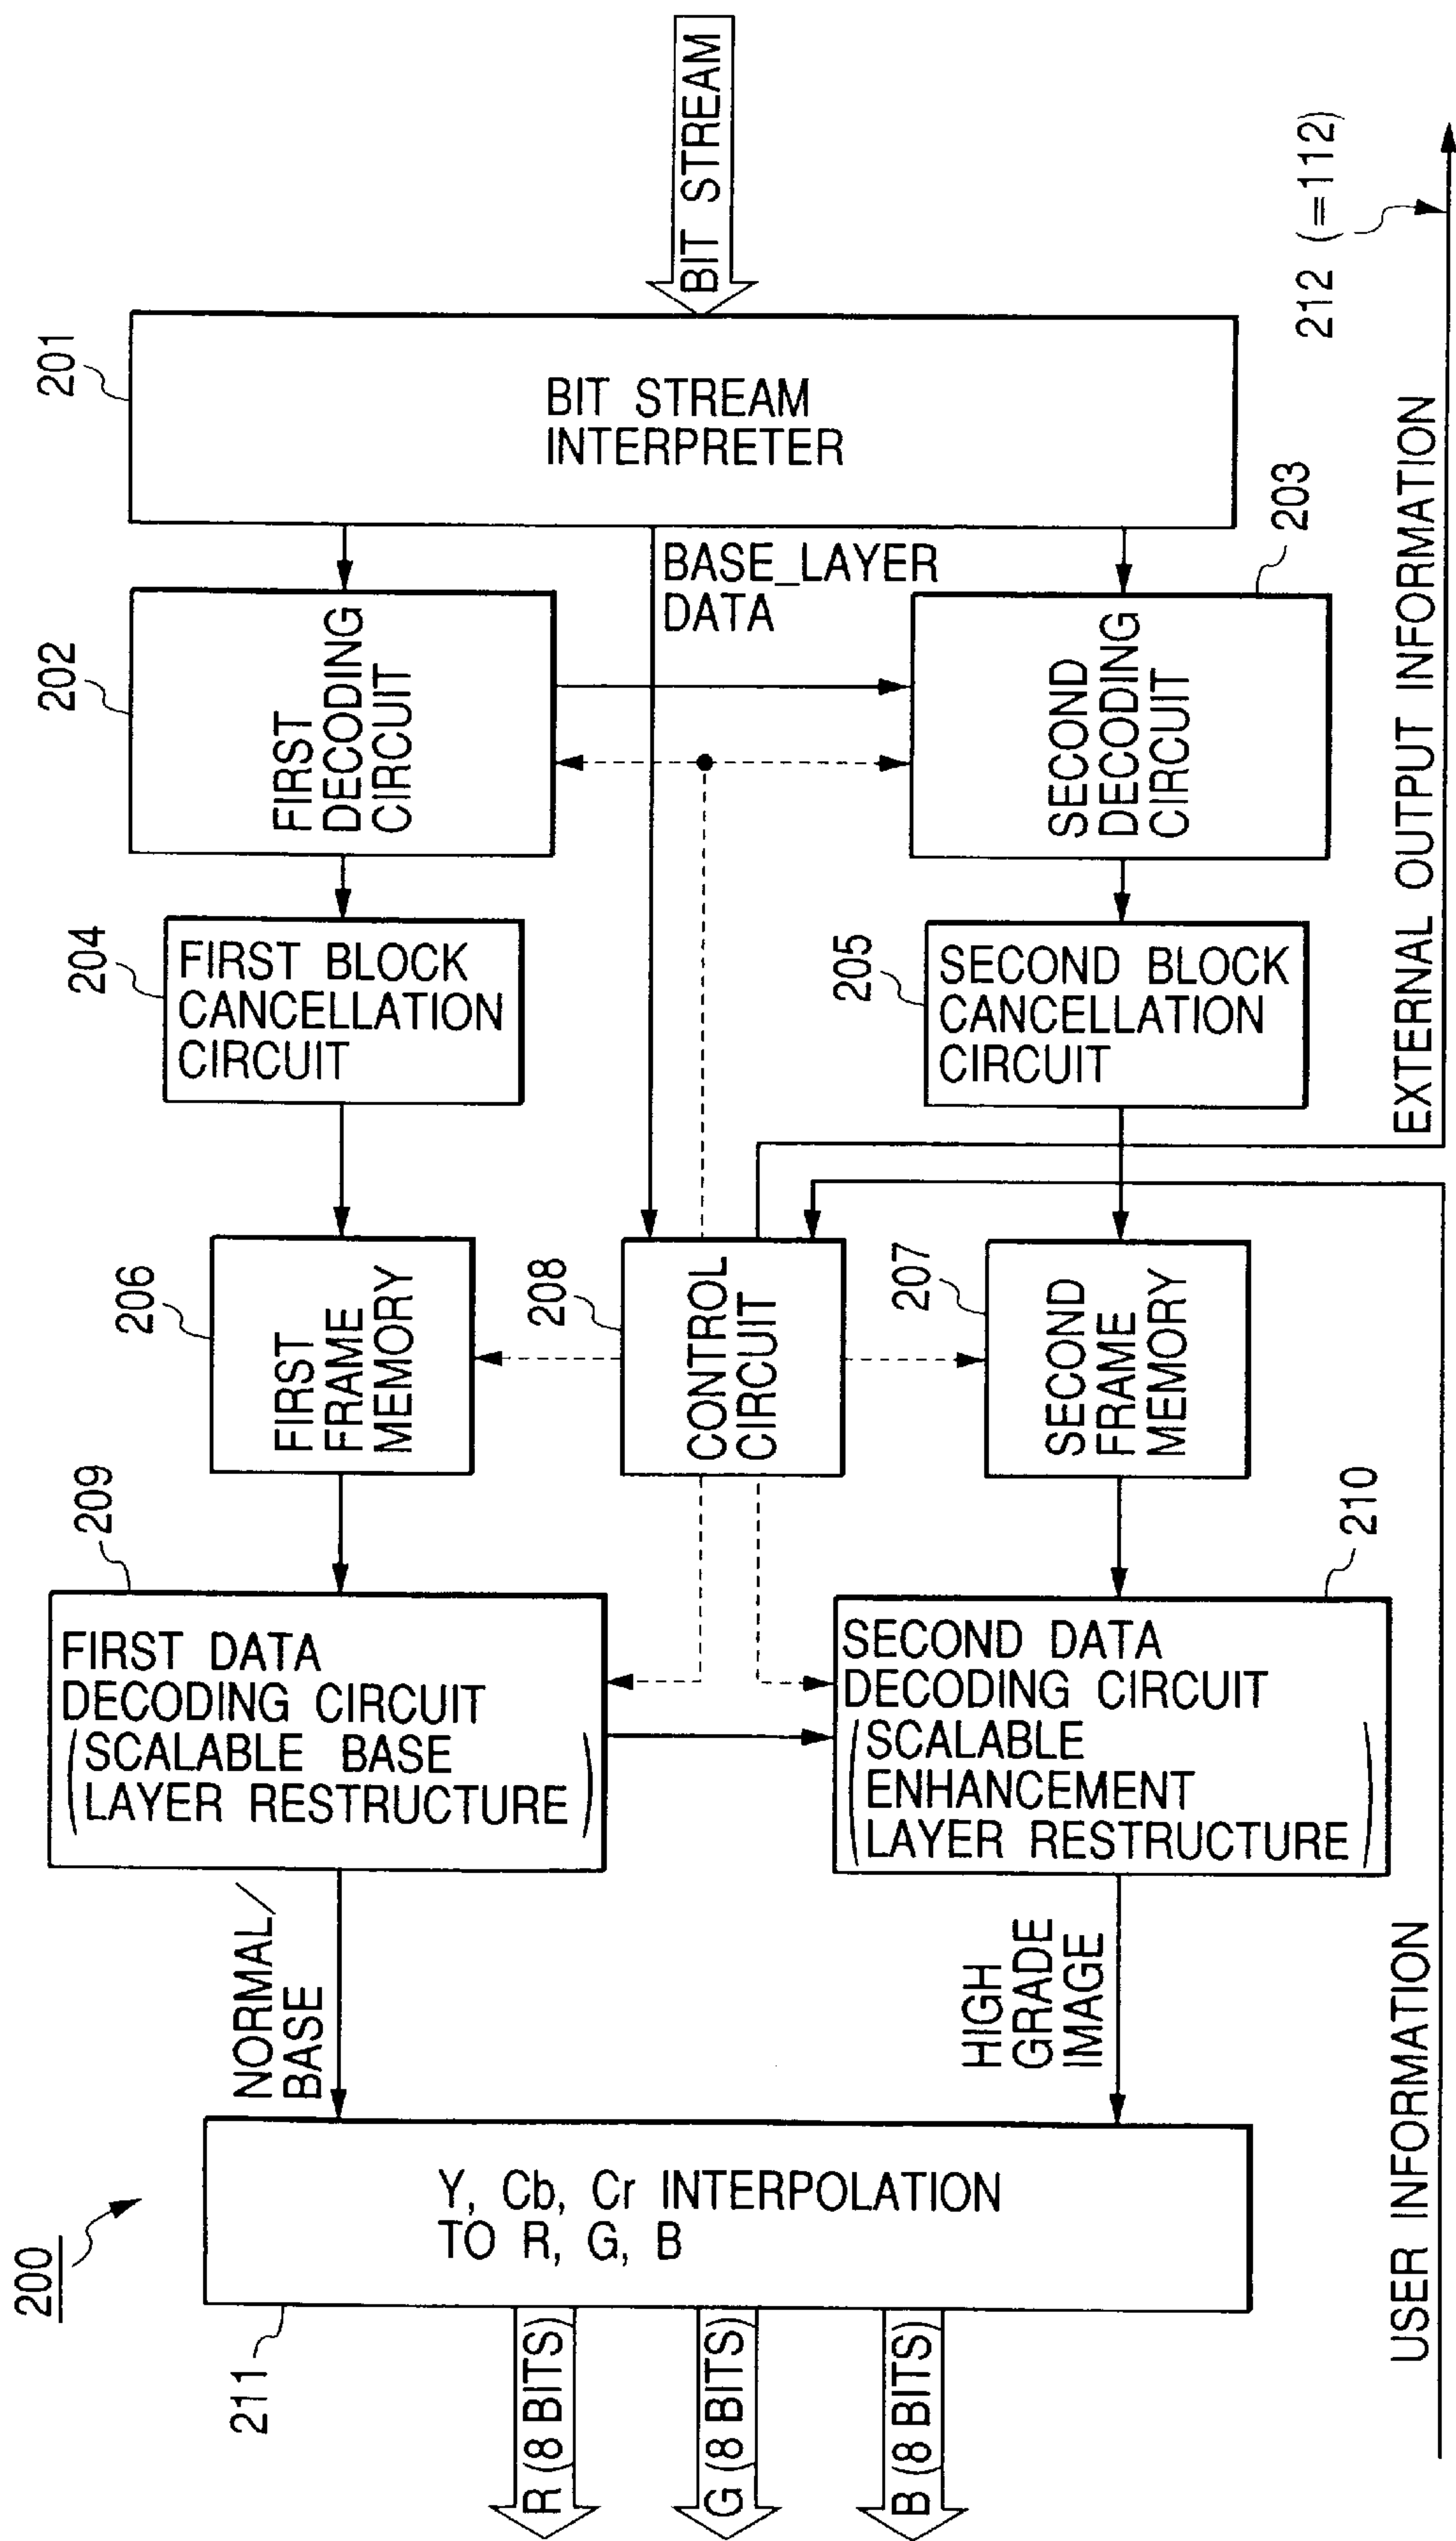 200
211
Y, Cb, Cr INTERPOLATION
TO R, G, B
R (8 BITS)
G (8 BITS)
B (8 BITS)
NORMAL/
BASE
HIGH
GRADE
IMAGE
209
FIRST DATA
DECODING CIRCUIT
(SCALABLE BASE
LAYER RESTRUCTURE)
210
SECOND DATA
DECODING CIRCUIT
(SCALABLE
ENHANCEMENT
LAYER RESTRUCTURE)
206
FIRST
FRAME
MEMORY
208
CONTROL
CIRCUIT
207
SECOND
FRAME
MEMORY
204
FIRST BLOCK
CANCELLATION
CIRCUIT
205
SECOND BLOCK
CANCELLATION
CIRCUIT
202
FIRST
DECODING
CIRCUIT
BASE_LAYER
DATA
203
SECOND
DECODING
CIRCUIT
201
BIT STREAM
INTERPRETER
BIT STREAM
USER INFORMATION
EXTERNAL OUTPUT INFORMATION
212 (=112)